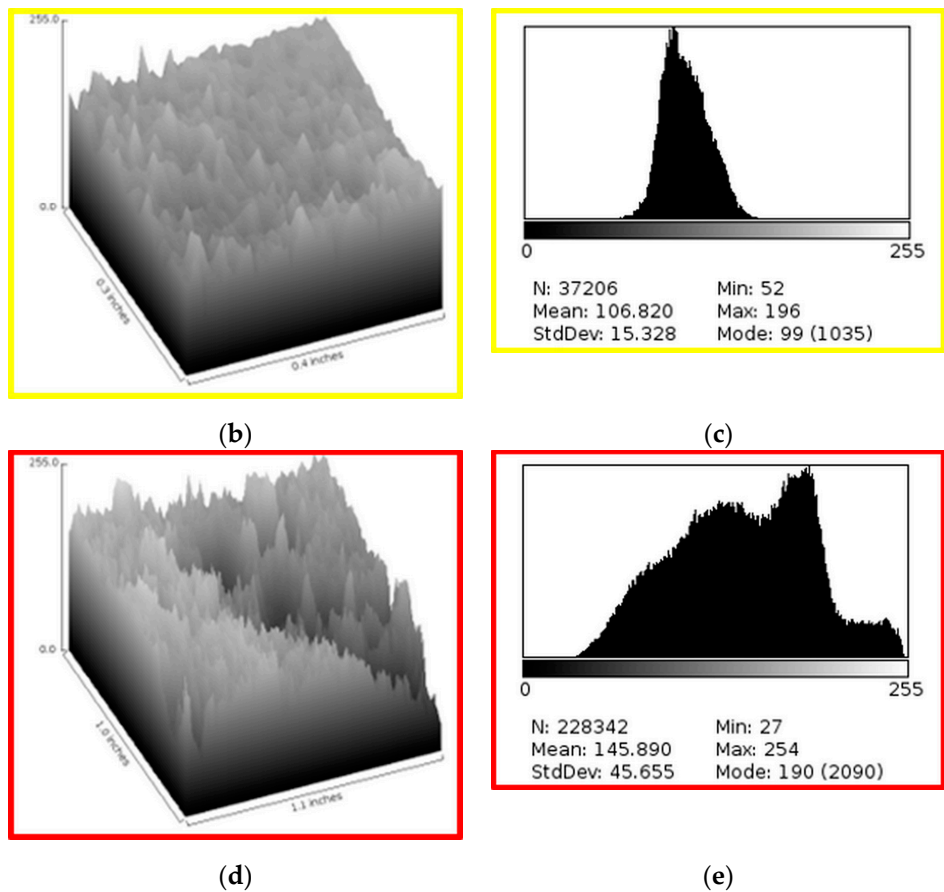 255.0
0.0
0.3 inches
0.4 inches
0 255
N: 37206 Min: 52
Mean: 106.820 Max: 196
StdDev: 15.328 Mode: 99 (1035)
(b) (c)
255.0
0.0
1.0 inches
1.1 inches
0 255
N: 228342 Min: 27
Mean: 145.890 Max: 254
StdDev: 45.655 Mode: 190 (2090)
(d) (e)